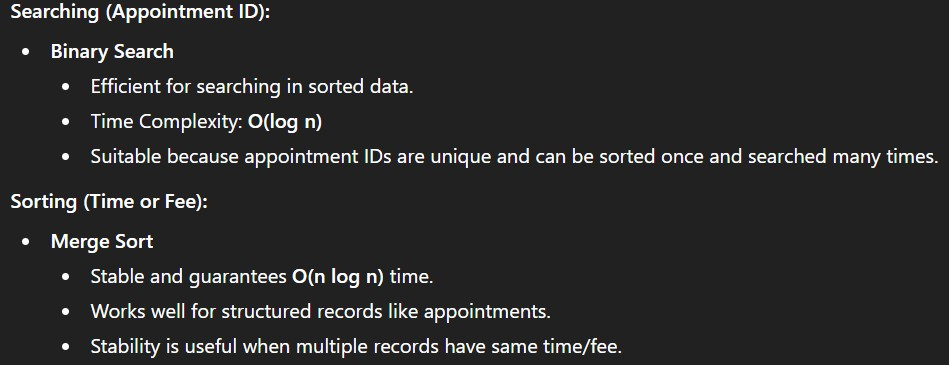 Searching (Appointment ID):
• Binary Search
• Efficient for searching in sorted data.
• Time Complexity: O(log n)
• Suitable because appointment IDs are unique and can be sorted once and searched many times.
Sorting (Time or Fee):
• Merge Sort
• Stable and guarantees O(n log n) time.
• Works well for structured records like appointments.
• Stability is useful when multiple records have same time/fee.